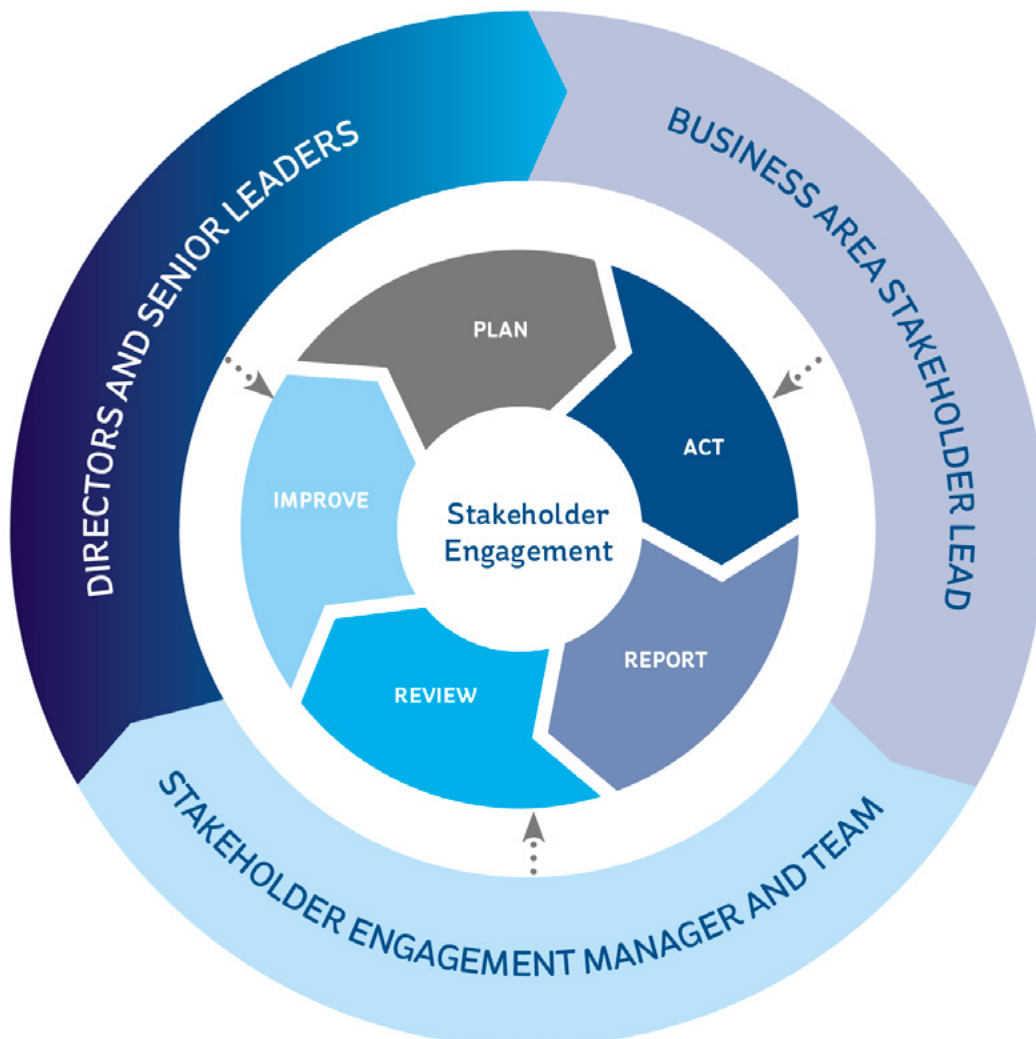 DIRECTORS AND SENIOR LEADERS
BUSINESS AREA STAKEHOLDER LEAD
PLAN
ACT
IMPROVE
Stakeholder
Engagement
REPORT
REVIEW
STAKEHOLDER ENGAGEMENT MANAGER AND TEAM